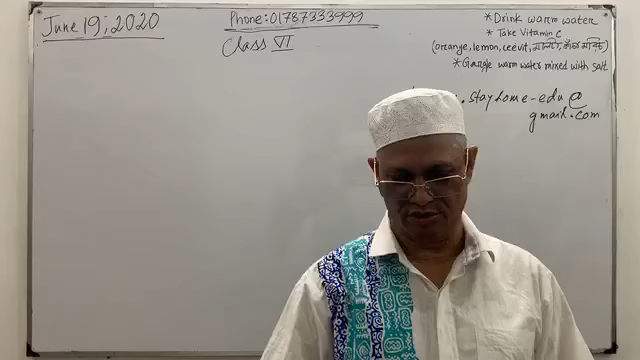 June 19, 2020
Phone: 01787333999
Class VI
* Drink warm water
* Take Vitamin C
(orange, lemon, ceevit,
* Gargle warm water mixed with salt
. stayhome-edu@
gmail.com